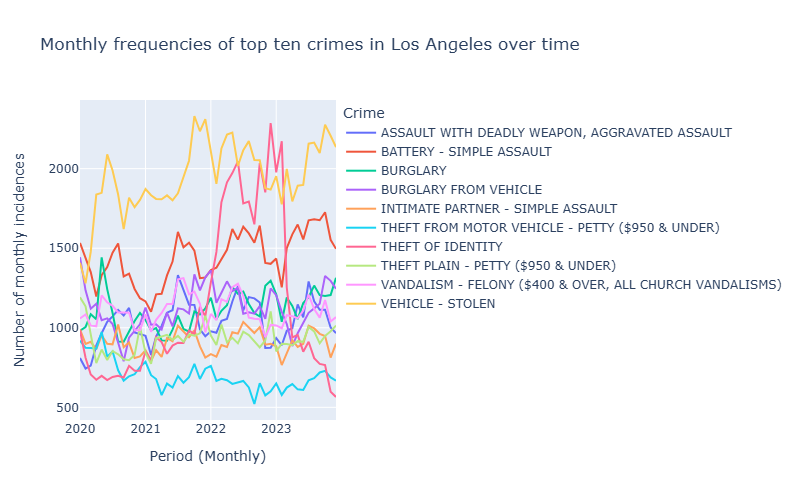 Monthly frequencies of top ten crimes in Los Angeles over time
Number of monthly incidences
2000
1500
1000
500
2020
2021
2022
2023
Period (Monthly)
Crime
ASSAULT WITH DEADLY WEAPON, AGGRAVATED ASSAULT
BATTERY - SIMPLE ASSAULT
BURGLARY
BURGLARY FROM VEHICLE
INTIMATE PARTNER - SIMPLE ASSAULT
THEFT FROM MOTOR VEHICLE - PETTY ($950 & UNDER)
THEFT OF IDENTITY
THEFT PLAIN - PETTY ($950 & UNDER)
VANDALISM - FELONY ($400 & OVER, ALL CHURCH VANDALISMS)
VEHICLE - STOLEN